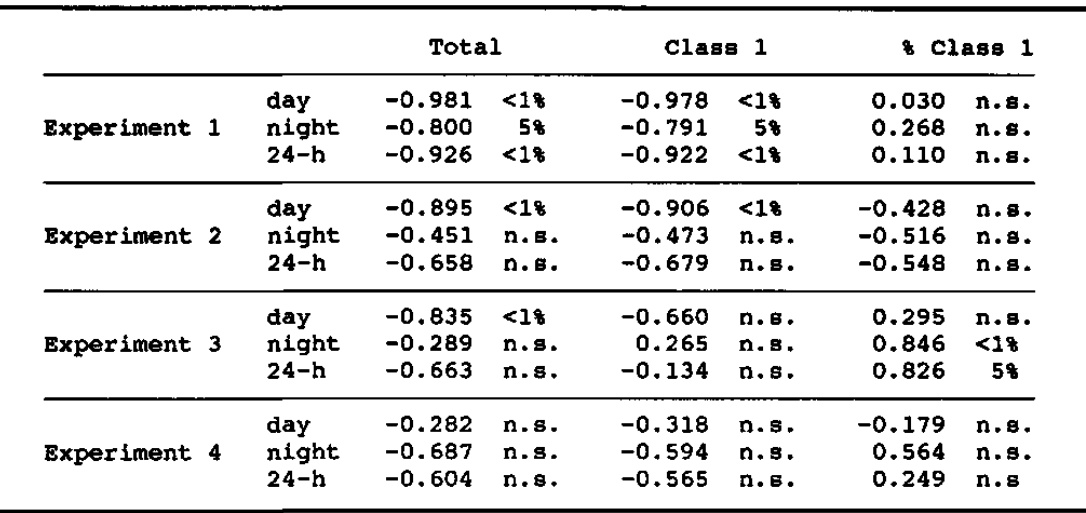 Total Class 1 % Class 1
day -0.981 <1% -0.978 <1% 0.030 n.s.
Experiment 1 night -0.800 5% -0.791 5% 0.268 n.s.
24-h -0.926 <1% -0.922 <1% 0.110 n.s.
day -0.895 <1% -0.906 <1% -0.428 n.s.
Experiment 2 night -0.451 n.s. -0.473 n.s. -0.516 n.s.
24-h -0.658 n.s. -0.679 n.s. -0.548 n.s.
day -0.835 <1% -0.660 n.s. 0.295 n.s.
Experiment 3 night -0.289 n.s. 0.265 n.s. 0.846 <1%
24-h -0.663 n.s. -0.134 n.s. 0.826 5%
day -0.282 n.s. -0.318 n.s. -0.179 n.s.
Experiment 4 night -0.687 n.s. -0.594 n.s. 0.564 n.s.
24-h -0.604 n.s. -0.565 n.s. 0.249 n.s